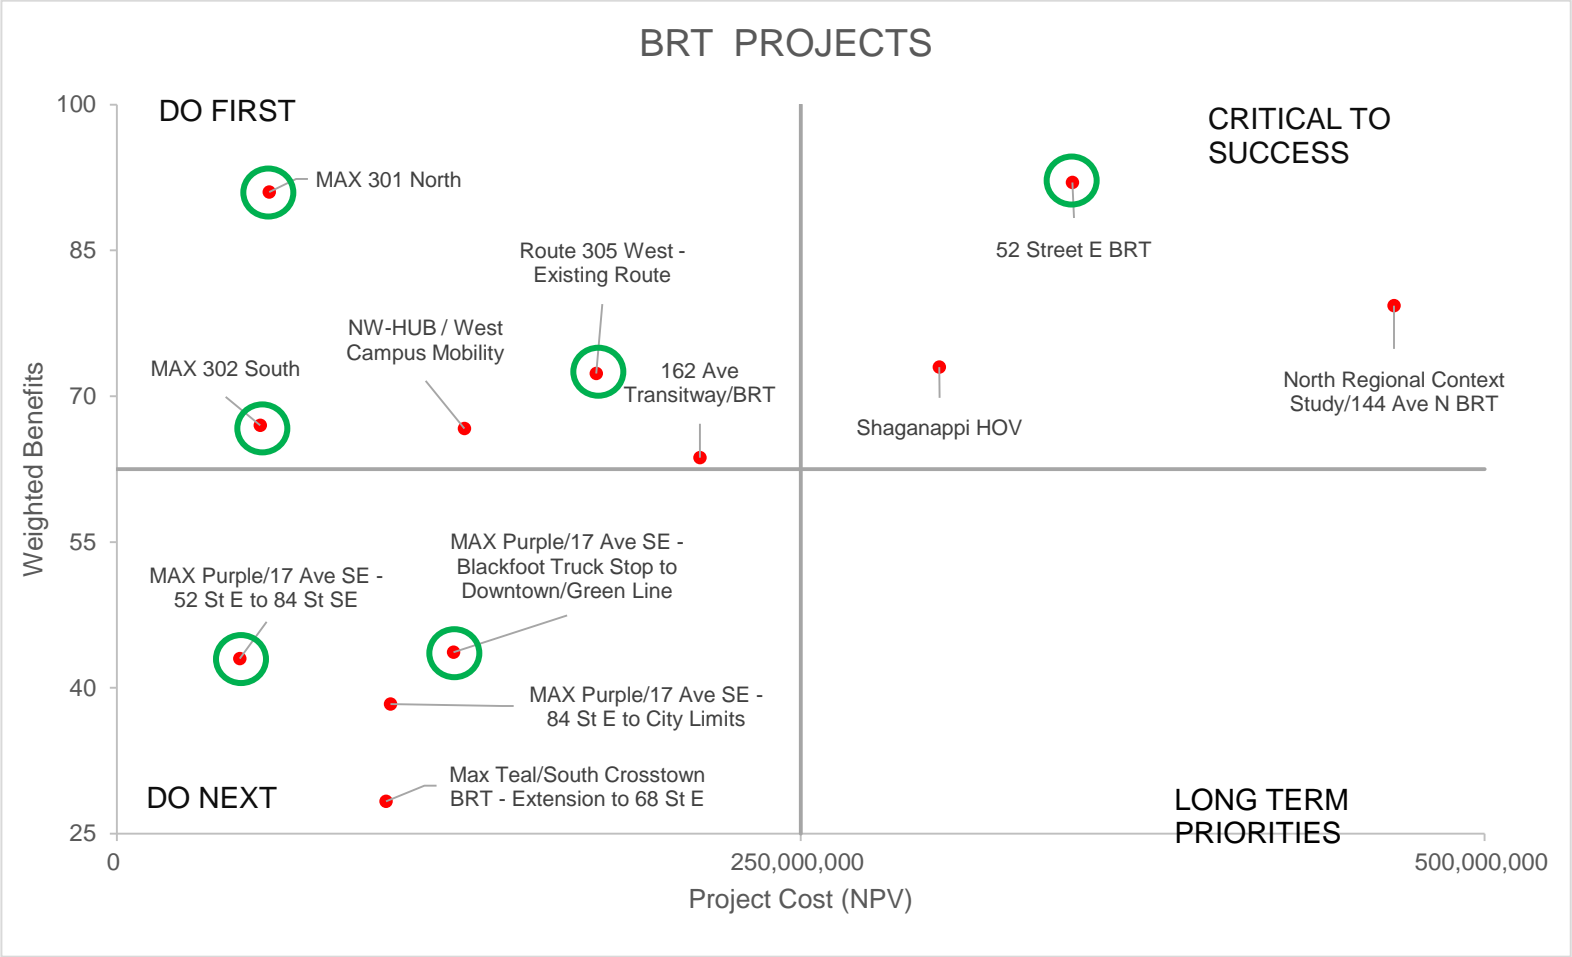 BRT PROJECTS
100
DO FIRST
CRITICAL TO
SUCCESS
MAX 301 North
85
Route 305 West -
Existing Route
52 Street E BRT
NW-HUB / West
Campus Mobility
MAX 302 South
162 Ave
Transitway/BRT
70
North Regional Context
Study/144 Ave N BRT
Shaganappi HOV
Weighted Benefits
55
MAX Purple/17 Ave SE -
Blackfoot Truck Stop to
Downtown/Green Line
MAX Purple/17 Ave SE -
52 St E to 84 St SE
40
MAX Purple/17 Ave SE -
84 St E to City Limits
Max Teal/South Crosstown
BRT - Extension to 68 St E
DO NEXT
LONG TERM
PRIORITIES
25
0
250,000,000
500,000,000
Project Cost (NPV)